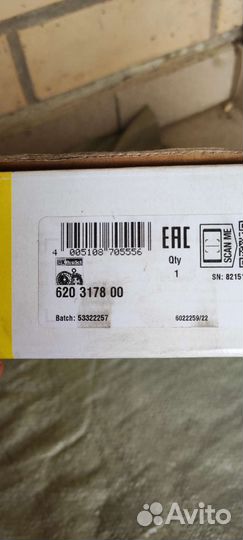 4 005108 705556
EAC
Qty
1
SCAN ME
SN: 8215
620 3178 00
Batch: 53322257
6022259/22
Avito